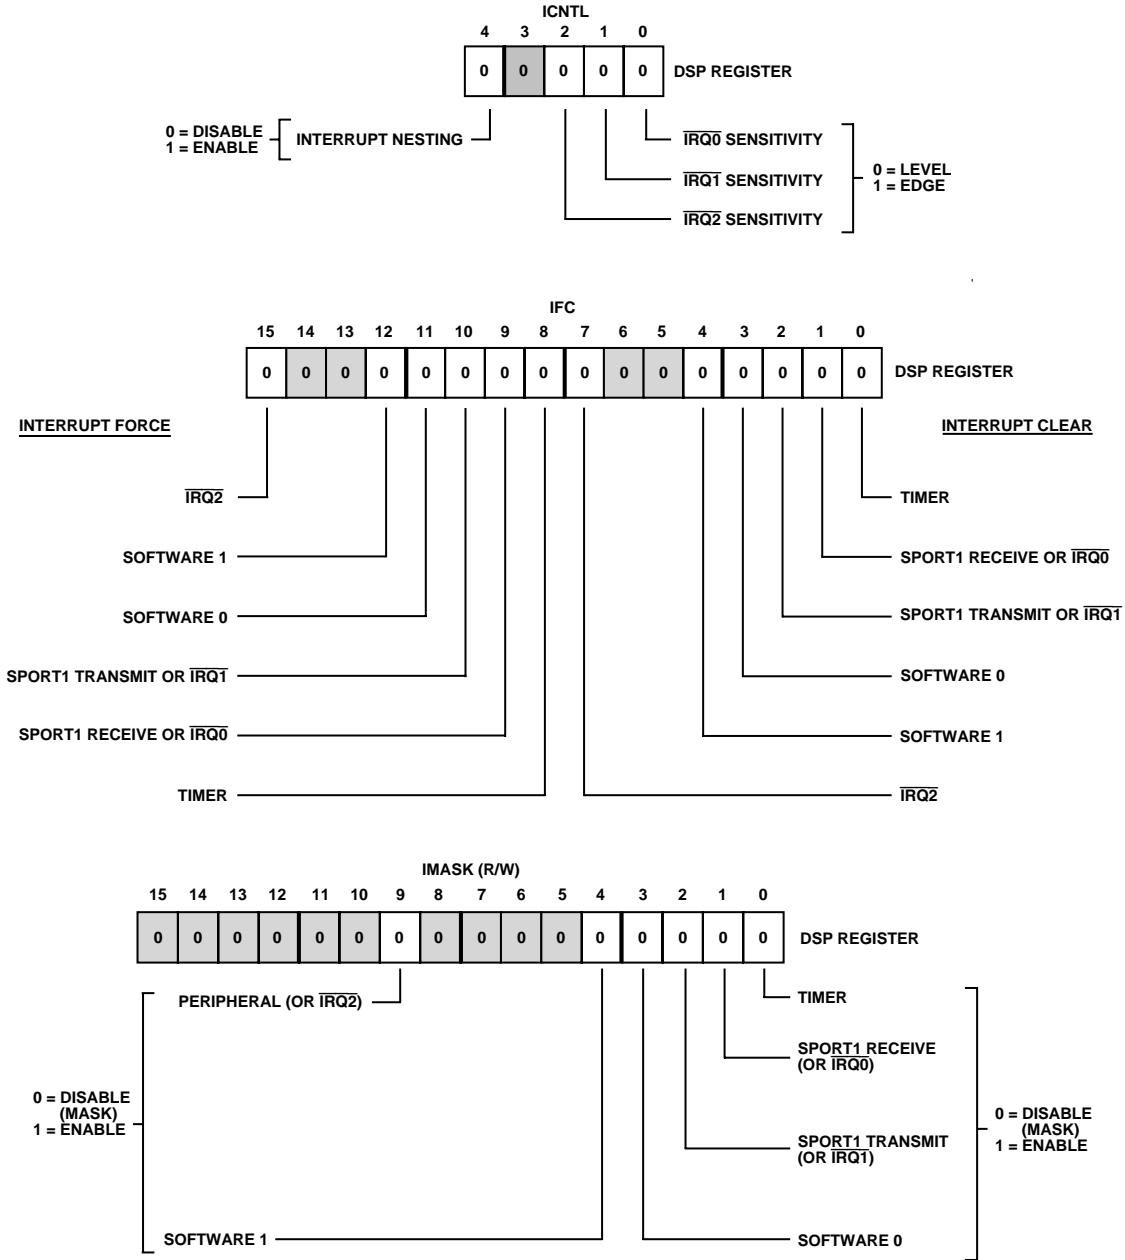 ICNTL
4 3 2 1 0
0 0 0 0 0 DSP REGISTER
0 = DISABLE
1 = ENABLE
INTERRUPT NESTING
IRQ0 SENSITIVITY
IRQ1 SENSITIVITY
IRQ2 SENSITIVITY
0 = LEVEL
1 = EDGE
IFC
15 14 13 12 11 10 9 8 7 6 5 4 3 2 1 0
0 0 0 0 0 0 0 0 0 0 0 0 0 0 0 0 DSP REGISTER
INTERRUPT FORCE
INTERRUPT CLEAR
IRQ2
TIMER
SOFTWARE 1
SPORT1 RECEIVE OR IRQ0
SOFTWARE 0
SPORT1 TRANSMIT OR IRQ1
SPORT1 TRANSMIT OR IRQ1
SOFTWARE 0
SPORT1 RECEIVE OR IRQ0
SOFTWARE 1
TIMER
IRQ2
IMASK (R/W)
15 14 13 12 11 10 9 8 7 6 5 4 3 2 1 0
0 0 0 0 0 0 0 0 0 0 0 0 0 0 0 0 DSP REGISTER
PERIPHERAL (OR IRQ2)
TIMER
SPORT1 RECEIVE
(OR IRQ0)
0 = DISABLE
(MASK)
1 = ENABLE
0 = DISABLE
(MASK)
1 = ENABLE
SPORT1 TRANSMIT
(OR IRQ1)
SOFTWARE 1
SOFTWARE 0